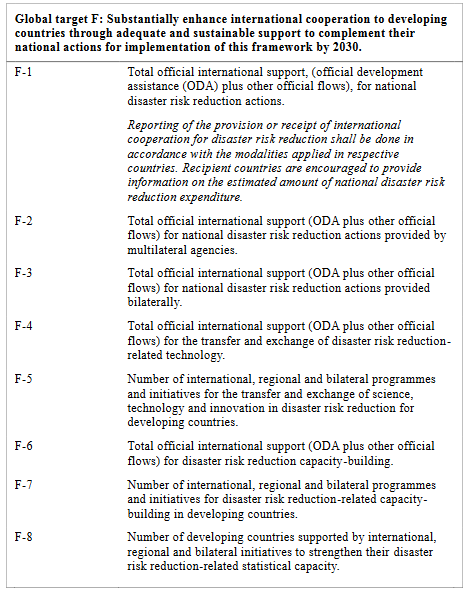 Global target F: Substantially enhance international cooperation to developing
countries through adequate and sustainable support to complement their
national actions for implementation of this framework by 2030.
F-1 Total official international support, (official development
assistance (ODA) plus other official flows), for national
disaster risk reduction actions.
Reporting of the provision or receipt of international
cooperation for disaster risk reduction shall be done in
accordance with the modalities applied in respective
countries. Recipient countries are encouraged to provide
information on the estimated amount of national disaster risk
reduction expenditure.
F-2 Total official international support (ODA plus other official
flows) for national disaster risk reduction actions provided by
multilateral agencies.
F-3 Total official international support (ODA plus other official
flows) for national disaster risk reduction actions provided
bilaterally.
F-4 Total official international support (ODA plus other official
flows) for the transfer and exchange of disaster risk reduction-
related technology.
F-5 Number of international, regional and bilateral programmes
and initiatives for the transfer and exchange of science,
technology and innovation in disaster risk reduction for
developing countries.
F-6 Total official international support (ODA plus other official
flows) for disaster risk reduction capacity-building.
F-7 Number of international, regional and bilateral programmes
and initiatives for disaster risk reduction-related capacity-
building in developing countries.
F-8 Number of developing countries supported by international,
regional and bilateral initiatives to strengthen their disaster
risk reduction-related statistical capacity.